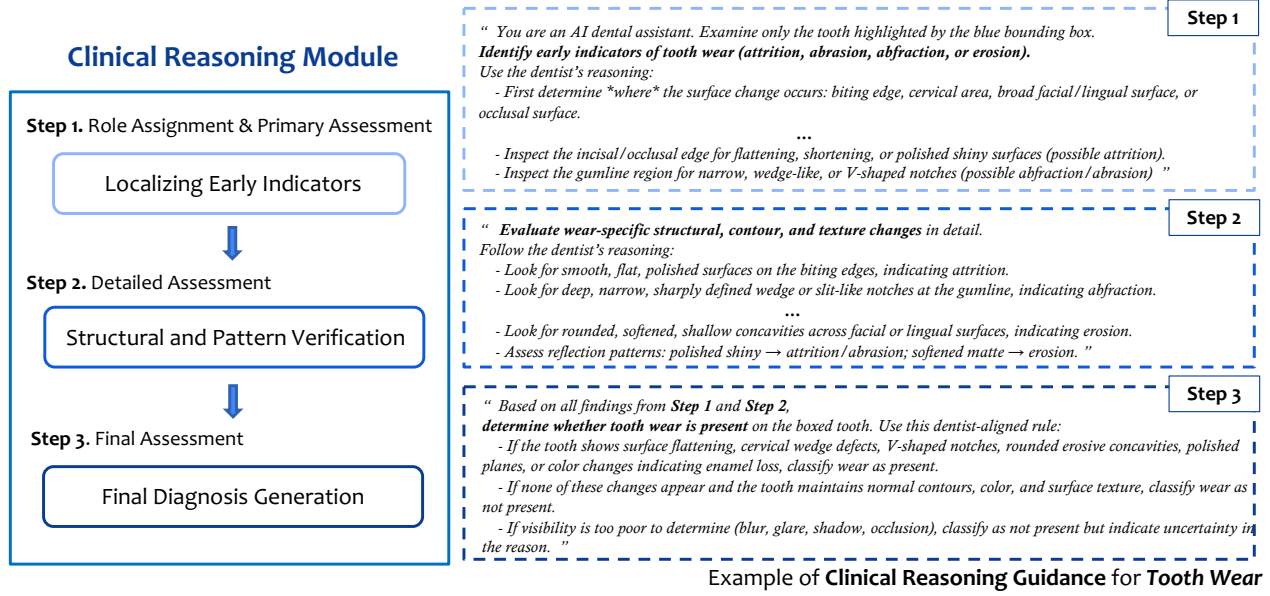 Clinical Reasoning Module
Step 1. Role Assignment & Primary Assessment
Localizing Early Indicators
Step 2. Detailed Assessment
Structural and Pattern Verification
Step 3. Final Assessment
Final Diagnosis Generation
Step 1
“ You are an AI dental assistant. Examine only the tooth highlighted by the blue bounding box.
Identify early indicators of tooth wear (attrition, abrasion, abfraction, or erosion).
Use the dentist’s reasoning:
- First determine *where* the surface change occurs: biting edge, cervical area, broad facial/lingual surface, or
occlusal surface.
...
- Inspect the incisal/occlusal edge for flattening, shortening, or polished shiny surfaces (possible attrition).
- Inspect the gumline region for narrow, wedge-like, or V-shaped notches (possible abfraction/abrasion) ”
Step 2
“ Evaluate wear-specific structural, contour, and texture changes in detail.
Follow the dentist’s reasoning:
- Look for smooth, flat, polished surfaces on the biting edges, indicating attrition.
- Look for deep, narrow, sharply defined wedge or slit-like notches at the gumline, indicating abfraction.
...
- Look for rounded, softened, shallow concavities across facial or lingual surfaces, indicating erosion.
- Assess reflection patterns: polished shiny → attrition/abrasion; softened matte → erosion. ”
Step 3
“ Based on all findings from Step 1 and Step 2,
determine whether tooth wear is present on the boxed tooth. Use this dentist-aligned rule:
- If the tooth shows surface flattening, cervical wedge defects, V-shaped notches, rounded erosive concavities, polished
planes, or color changes indicating enamel loss, classify wear as present.
- If none of these changes appear and the tooth maintains normal contours, color, and surface texture, classify wear as
not present.
- If visibility is too poor to determine (blur, glare, shadow, occlusion), classify as not present but indicate uncertainty in
the reason. ”
Example of Clinical Reasoning Guidance for Tooth Wear